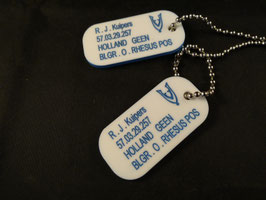 R. J. Kuipers
57.03.29.257
HOLLAND GEEN
BLGR. O. RHESUS POS
R. J. Kuipers
57.03.29.257
HOLLAND GEEN
BLGR. O. RHESUS POS